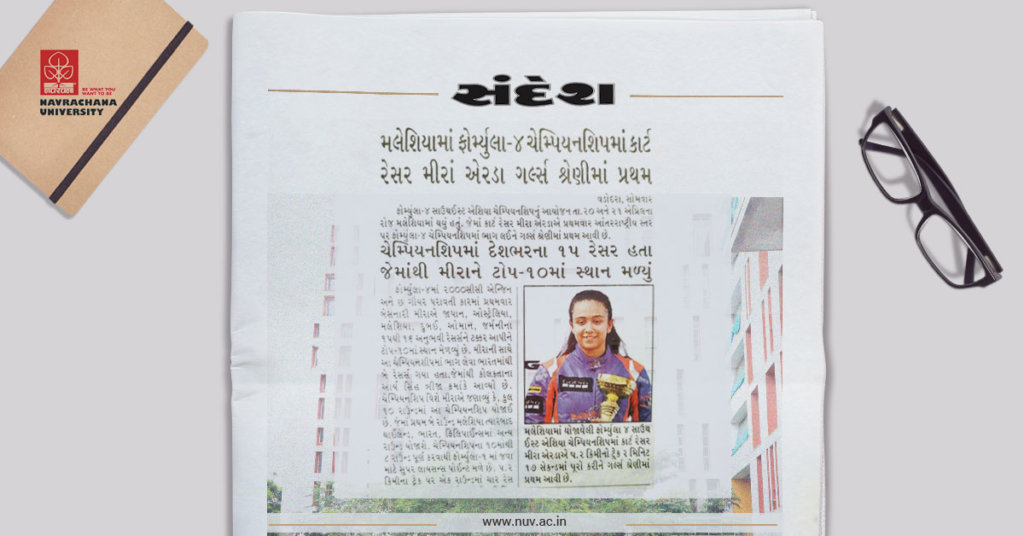 નવરચના
BE WHAT YOU
WANT TO BE
NAVRACHANA
UNIVERSITY
સંદેશ
મલેશિયામાં ફોર્મ્યુલા-૪ ચેમ્પિયનશિપમાં કાર્ટ
રેસર મીરાં એરડા ગર્લ્સ શ્રેણીમાં પ્રથમ
વડોદરા, સોમવાર
ફોર્મ્યુલા-૪ સાઉથઈસ્ટ એશિયા ચેમ્પિયનશિપનું આયોજન તા.૨૦ અને ૨૧ એપ્રિલના
રોજ મલેશિયામાં થયું હતું. જેમાં કાર્ટ રેસર મીરા એરડાએ પ્રથમવાર આંતરરાષ્ટ્રીય સ્તર
પર ફોર્મ્યુલા-૪ ચેમ્પિયનશિપમાં ભાગ લઈને ગર્લ્સ શ્રેણીમાં પ્રથમ આવી છે.
ચેમ્પિયનશિપમાં દેશભરના ૧૫ રેસર હતા
જેમાંથી મીરાને ટોપ-૧૦માં સ્થાન મળ્યું
ફોર્મ્યુલા-૪માં ૨૦૦૦સીસી એન્જિન
અને છ ગીયર ધરાવતી કારમાં પ્રથમવાર
બેસનારી મીરાએ જાપાન, ઓસ્ટ્રેલિયા,
મલેશિયા, દુબઈ, ઓમાન, જર્મનીના
૧૫થી ૧૬ અનુભવી રેસર્સને ટક્કર આપીને
ટોપ-૧૦માં સ્થાન મેળવ્યું છે. મીરાની સાથે
આ ચેમ્પિયનશીપમાં ભાગ લેવા ભારતમાંથી
બે રેસર્સ ગયા હતા,જેમાંથી કોલકત્તાના
આર્ય સિંહ ત્રીજા ક્રમાંકે આવ્યો છે.
ચેમ્પિયનશિપ વિશે મીરાએ જણાવ્યું કે, કુલ
૧૦ રાઉન્ડમાં આ ચેમ્પિયનશિપ યોજાઈ
છે. જેમાં પ્રથમ બે રાઉન્ડ મલેશિયા ત્યારબાદ
થાઈલેન્ડ, ભારત, ફિલિપાઈન્સમાં અન્ય
રાઉન્ડ યોજાશે. ચેમ્પિયનશિપના ૧૦માંથી
૮ રાઉન્ડ પૂર્ણ કરવાથી ફોર્મ્યુલા-૧ માં જવા
માટે સુપર લાયસન્સ પોઈન્ટ મળે છે. ૫.૨
કિમીના ટ્રેક પર એક રાઉન્ડમાં ચાર રેસ
મલેશિયામાં યોજાયેલી ફોર્મ્યુલા ૪ સાઉથ
ઈસ્ટ એશિયા ચેમ્પિયનશિપમાં કાર્ટ રેસર
મીરા એરડાએ ૫.૨ કિમીનો ટ્રેક ૨ મિનિટ
૧૭ સેકન્ડમાં પૂરો કરીને ગર્લ્સ શ્રેણીમાં
પ્રથમ આવી છે.
www.nuv.ac.in